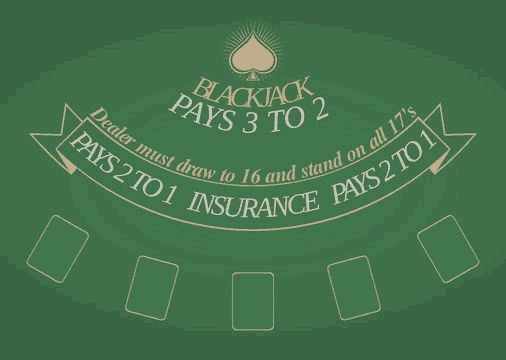 BLACKJACK
PAYS 3 TO 2
Dealer must draw to 16 and stand on all 17's
PAYS 2 TO 1 INSURANCE PAYS 2 TO 1